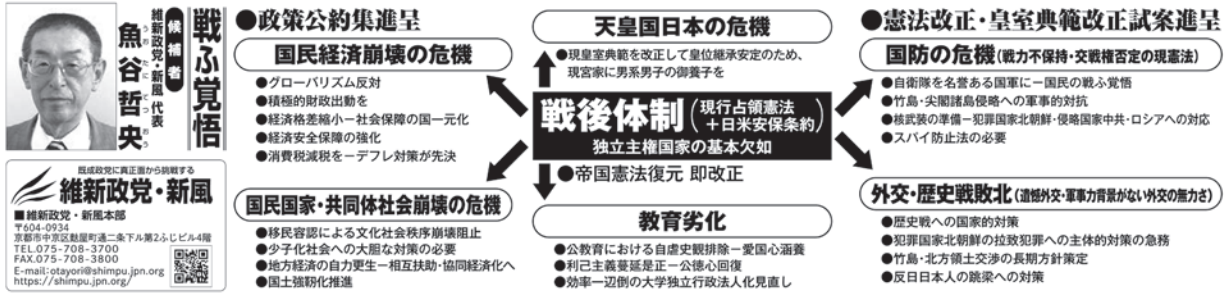 戦ふ覚悟
候補者
維新政党・新風 代表
魚谷哲央
うおたにてつおう
既成政党に真正面から挑戦する
維新政党・新風
■維新政党・新風本部
〒604-0934
京都市中京区麩屋町通二条下ル第2ふじビル4階
TEL.075-708-3700
FAX.075-708-3800
E-mail:otayori@shimpu.jpn.org
https://shimpu.jpn.org/
●政策公約集進呈
国民経済崩壊の危機
●グローバリズム反対
●積極的財政出動を
●経済格差縮小ー社会保障の国一元化
●経済安全保障の強化
●消費税減税をーデフレ対策が先決
国民国家・共同体社会崩壊の危機
●移民容認による文化社会秩序崩壊阻止
●少子化社会への大胆な対策の必要
●地方経済の自力更生ー相互扶助・協同経済化へ
●国土強靭化推進
天皇国日本の危機
●現皇室典範を改正して皇位継承安定のため、
現宮家に男系男子の御養子を
戦後体制(現行占領憲法
+日米安保条約)
独立主権国家の基本欠如
●帝国憲法復元 即改正
教育劣化
●公教育における自虐史観排除ー愛国心涵養
●利己主義蔓延是正ー公徳心回復
●効率一辺倒の大学独立行政法人化見直し
●憲法改正・皇室典範改正試案進呈
国防の危機(戦力不保持・交戦権否定の現憲法)
●自衛隊を名誉ある国軍にー国民の戦ふ覚悟
●竹島・尖閣諸島侵略への軍事的対抗
●核武装の準備ー犯罪国家北朝鮮・侵略国家中共・ロシアへの対応
●スパイ防止法の必要
外交・歴史戦敗北(遺憾外交・軍事力背景がない外交の無力さ)
●歴史戦への国家的対策
●犯罪国家北朝鮮の拉致犯罪への主体的対策の急務
●竹島・北方領土交渉の長期方針策定
●反日日本人の跳梁への対策